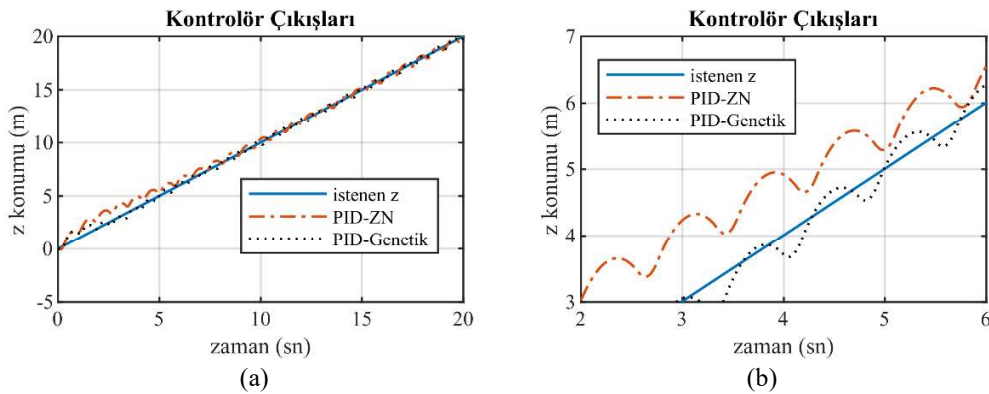 Kontrolör Çıkışları
z konumu (m)
20
15
10
5
0
-5
istenen z
PID-ZN
PID-Genetik
0
5
10
15
20
zaman (sn)
(a)
Kontrolör Çıkışları
z konumu (m)
7
6
5
4
3
istenen z
PID-ZN
PID-Genetik
2
3
4
5
6
zaman (sn)
(b)